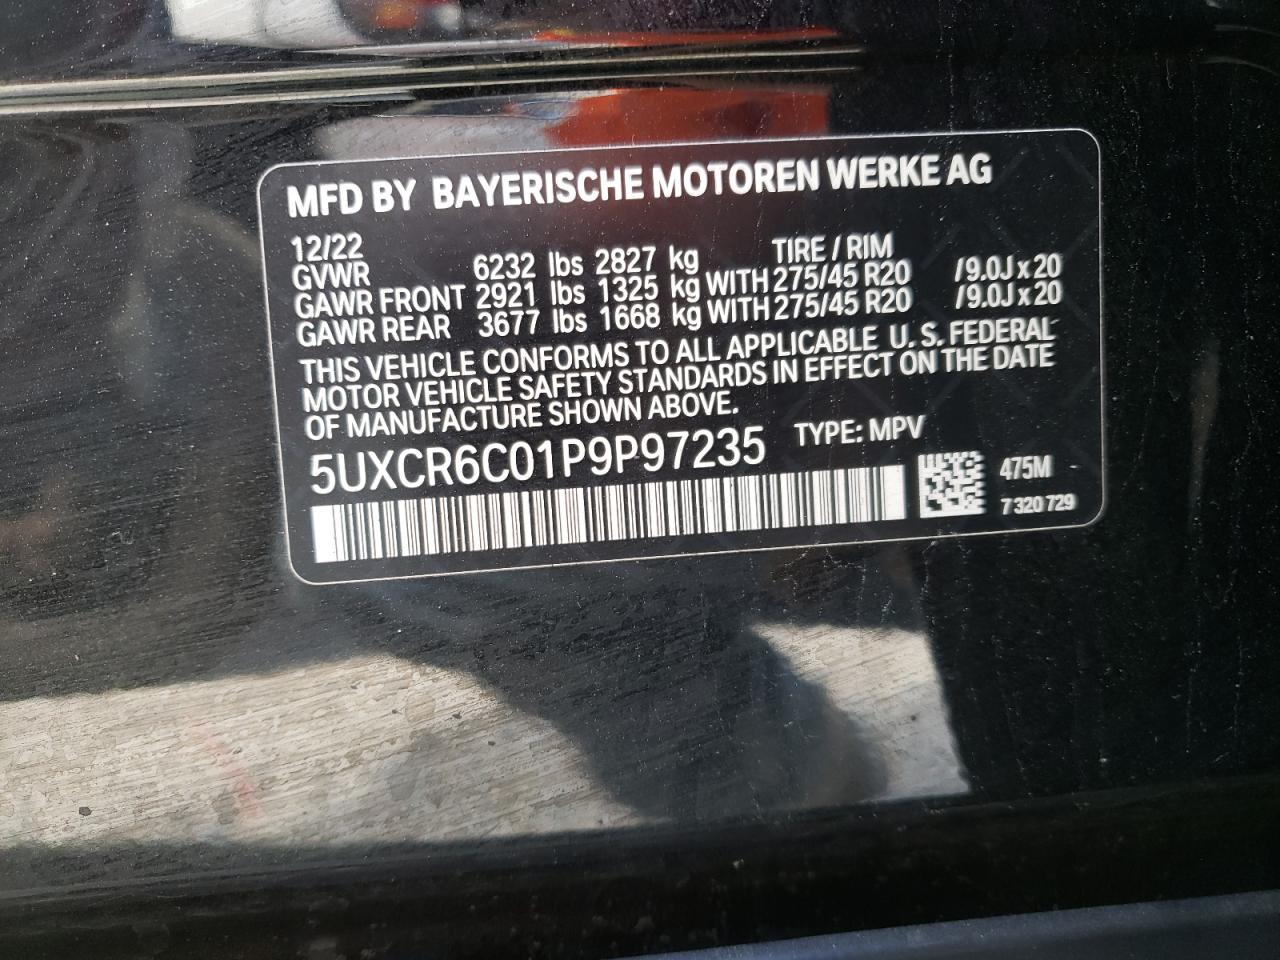 MFD BY BAYERISCHE MOTOREN WERKE AG
12/22 TIRE / RIM
GVWR 6232 lbs 2827 kg
GAWR FRONT 2921 lbs 1325 kg WITH 275/45 R20 /9.0J x 20
GAWR REAR 3677 lbs 1668 kg WITH 275/45 R20 /9.0J x 20
THIS VEHICLE CONFORMS TO ALL APPLICABLE U. S. FEDERAL
MOTOR VEHICLE SAFETY STANDARDS IN EFFECT ON THE DATE
OF MANUFACTURE SHOWN ABOVE.
5UXCR6C01P9P97235 TYPE: MPV
475M
7 320 729